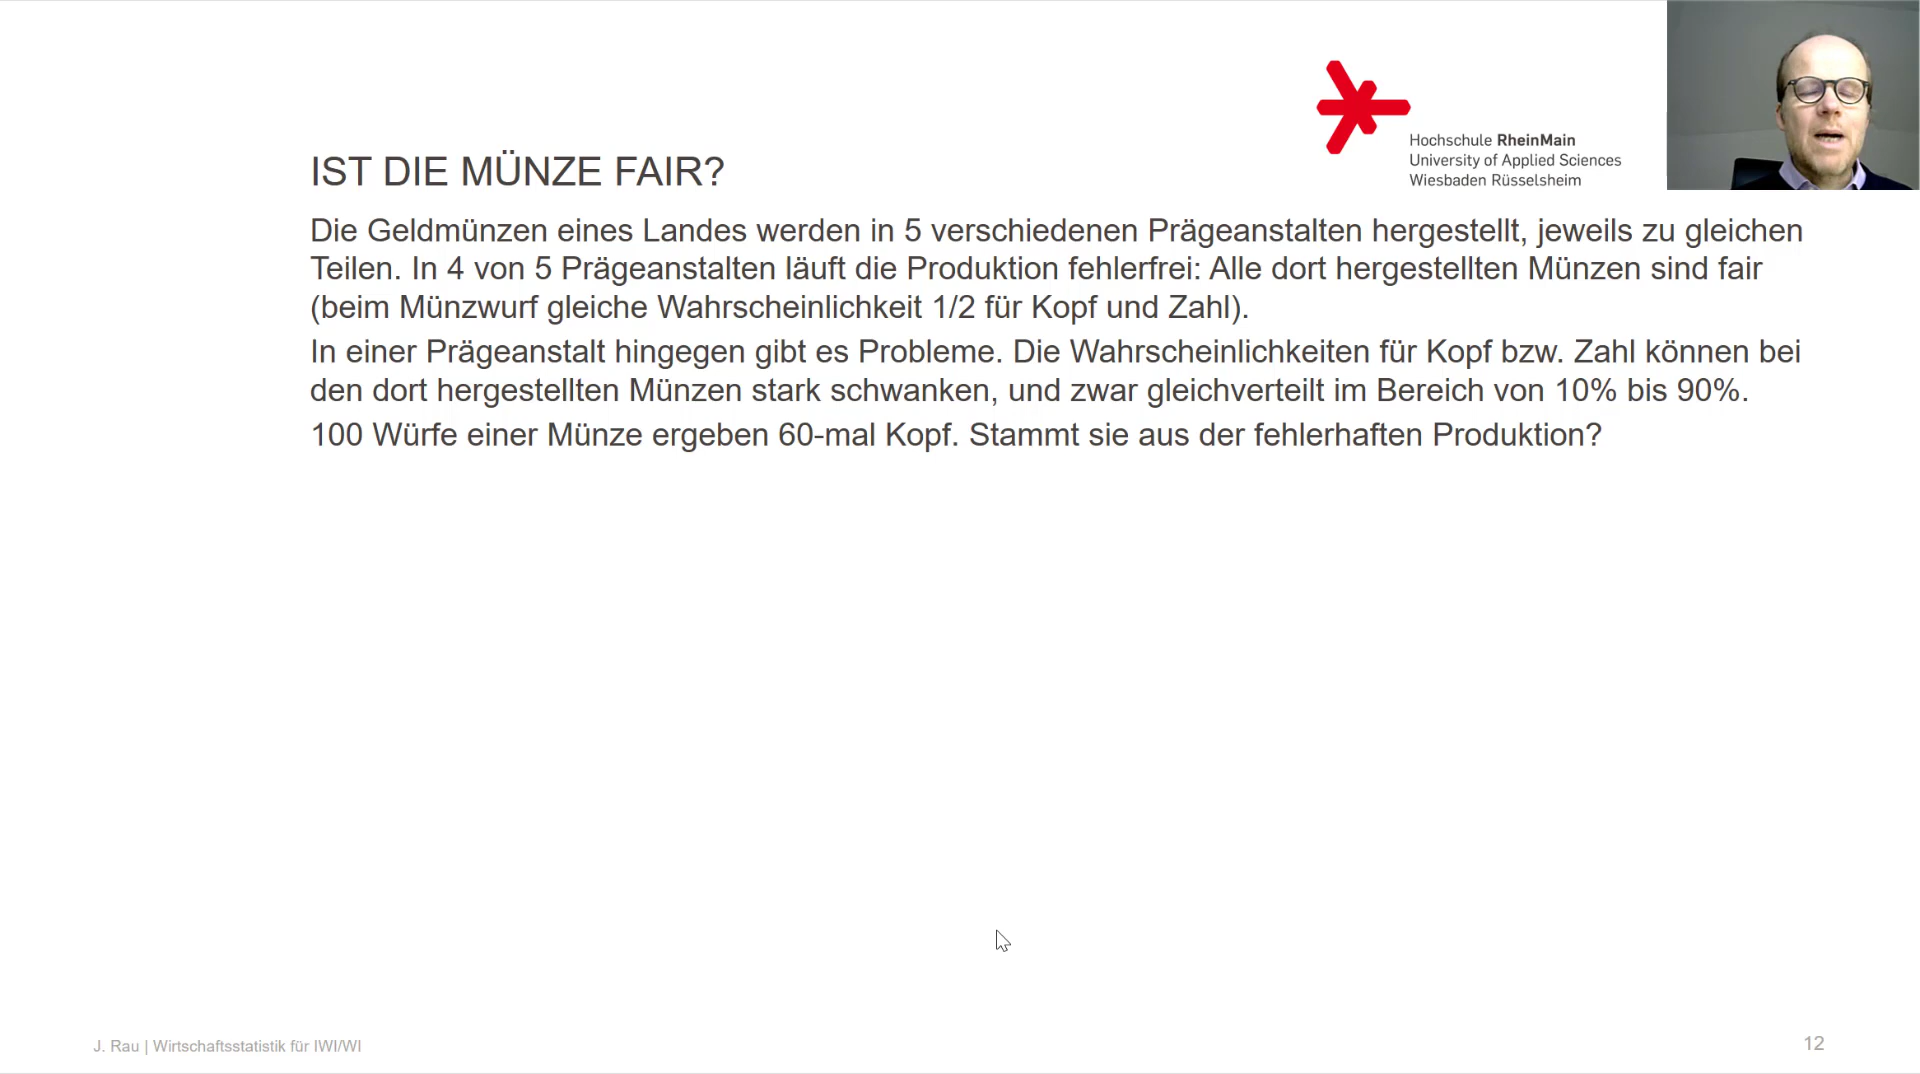 Hochschule RheinMain
University of Applied Sciences
Wiesbaden Rüsselsheim
IST DIE MÜNZE FAIR?
Die Geldmünzen eines Landes werden in 5 verschiedenen Prägeanstalten hergestellt, jeweils zu gleichen
Teilen. In 4 von 5 Prägeanstalten läuft die Produktion fehlerfrei: Alle dort hergestellten Münzen sind fair
(beim Münzwurf gleiche Wahrscheinlichkeit 1/2 für Kopf und Zahl).
In einer Prägeanstalt hingegen gibt es Probleme. Die Wahrscheinlichkeiten für Kopf bzw. Zahl können bei
den dort hergestellten Münzen stark schwanken, und zwar gleichverteilt im Bereich von 10% bis 90%.
100 Würfe einer Münze ergeben 60-mal Kopf. Stammt sie aus der fehlerhaften Produktion?
J. Rau | Wirtschaftsstatistik für IWI/WI
12